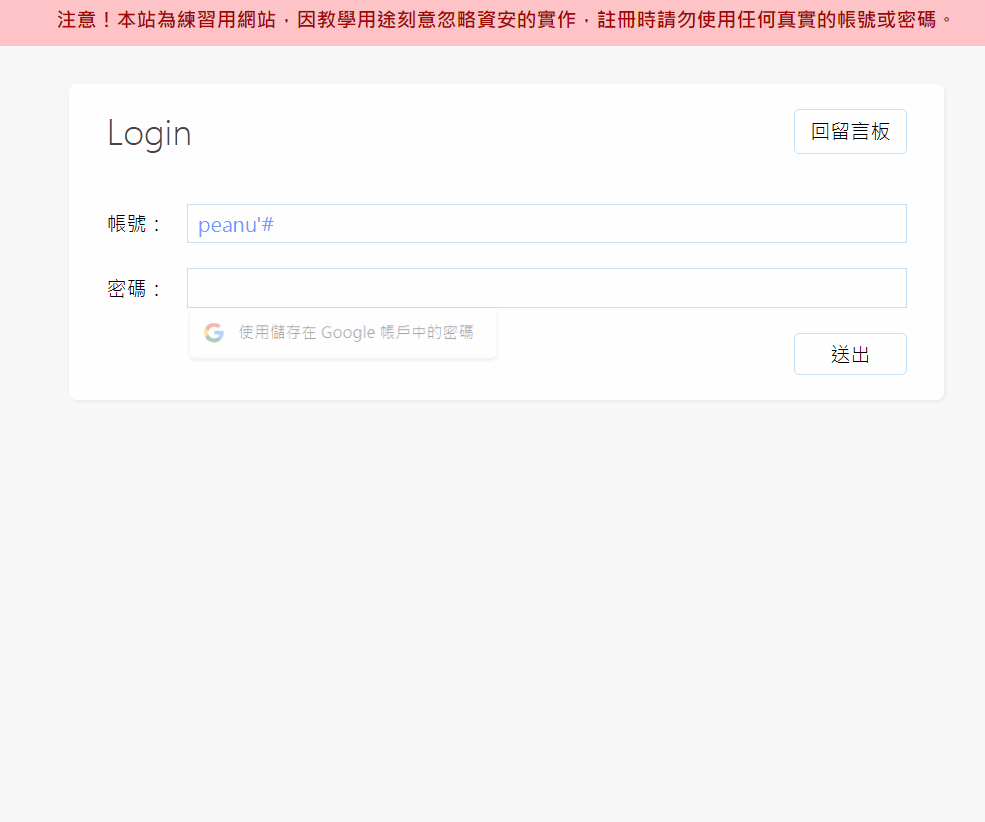 注意！本站為練習用網站，因教學用途刻意忽略資安的實作，註冊時請勿使用任何真實的帳號或密碼。
Login
回留言板
帳號：
peanu'#
密碼：
使用儲存在 Google 帳戶中的密碼
送出